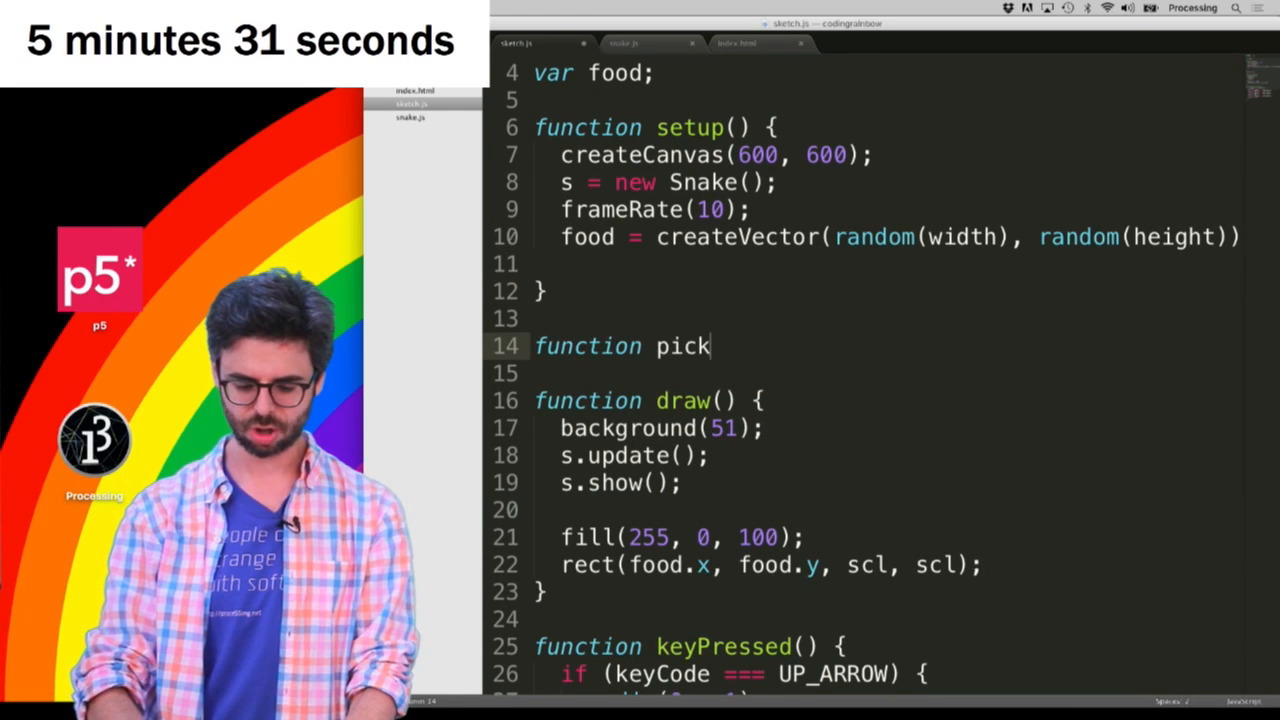 5 minutes 31 seconds
Processing
sketch.js — codingrainbow
sketch.js
snake.js
index.html
index.html
sketch.js
snake.js
p5*
p5
Processing
ople
trange
ith soft
4 var food;
5
6 function setup() {
7 createCanvas(600, 600);
8 s = new Snake();
9 frameRate(10);
10 food = createVector(random(width), random(height))
11
12 }
13
14 function pick
15
16 function draw() {
17 background(51);
18 s.update();
19 s.show();
20
21 fill(255, 0, 100);
22 rect(food.x, food.y, scl, scl);
23 }
24
25 function keyPressed() {
26 if (keyCode === UP_ARROW) {
Spaces: 2
JavaScript